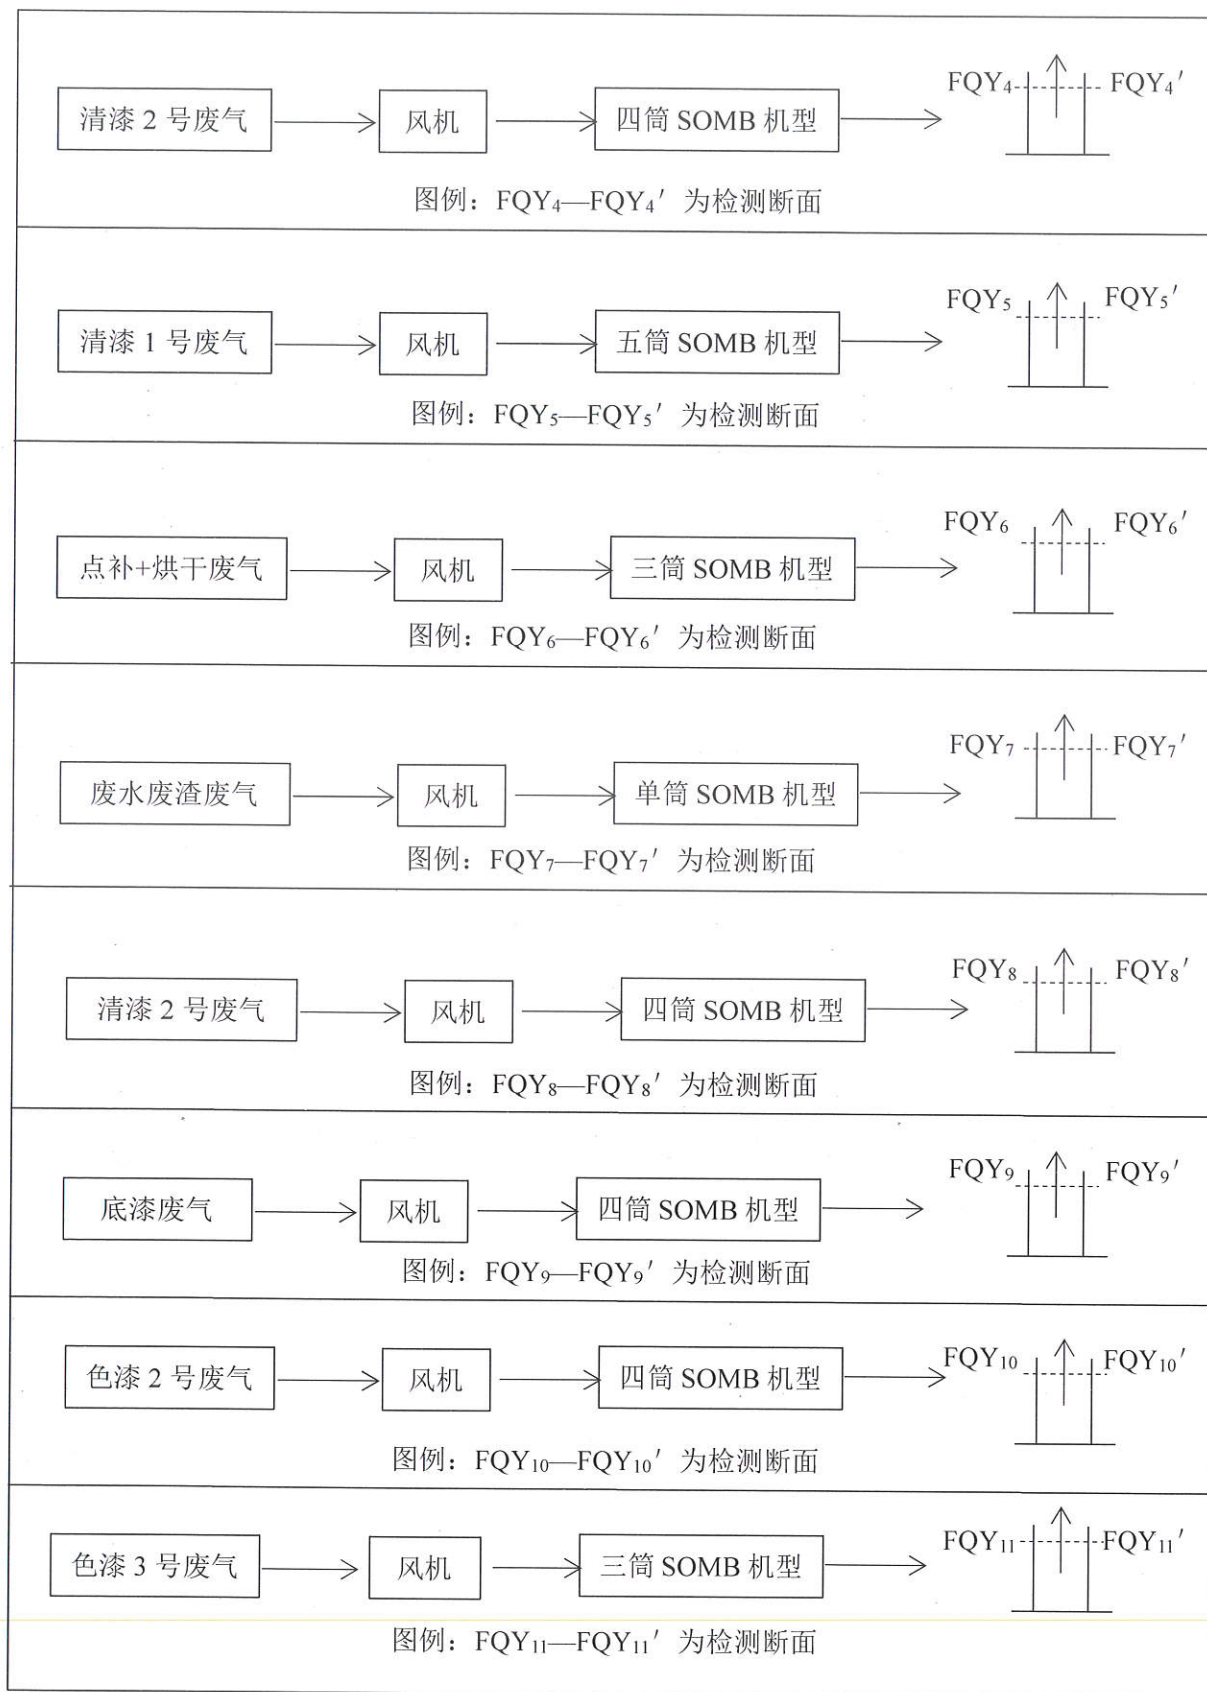 清漆 2 号废气 风机 四筒 SOMB 机型 FQY₄ FQY₄′
图例：FQY₄—FQY₄′ 为检测断面
清漆 1 号废气 风机 五筒 SOMB 机型 FQY₅ FQY₅′
图例：FQY₅—FQY₅′ 为检测断面
点补+烘干废气 风机 三筒 SOMB 机型 FQY₆ FQY₆′
图例：FQY₆—FQY₆′ 为检测断面
废水废渣废气 风机 单筒 SOMB 机型 FQY₇ FQY₇′
图例：FQY₇—FQY₇′ 为检测断面
清漆 2 号废气 风机 四筒 SOMB 机型 FQY₈ FQY₈′
图例：FQY₈—FQY₈′ 为检测断面
底漆废气 风机 四筒 SOMB 机型 FQY₉ FQY₉′
图例：FQY₉—FQY₉′ 为检测断面
色漆 2 号废气 风机 四筒 SOMB 机型 FQY₁₀ FQY₁₀′
图例：FQY₁₀—FQY₁₀′ 为检测断面
色漆 3 号废气 风机 三筒 SOMB 机型 FQY₁₁ FQY₁₁′
图例：FQY₁₁—FQY₁₁′ 为检测断面